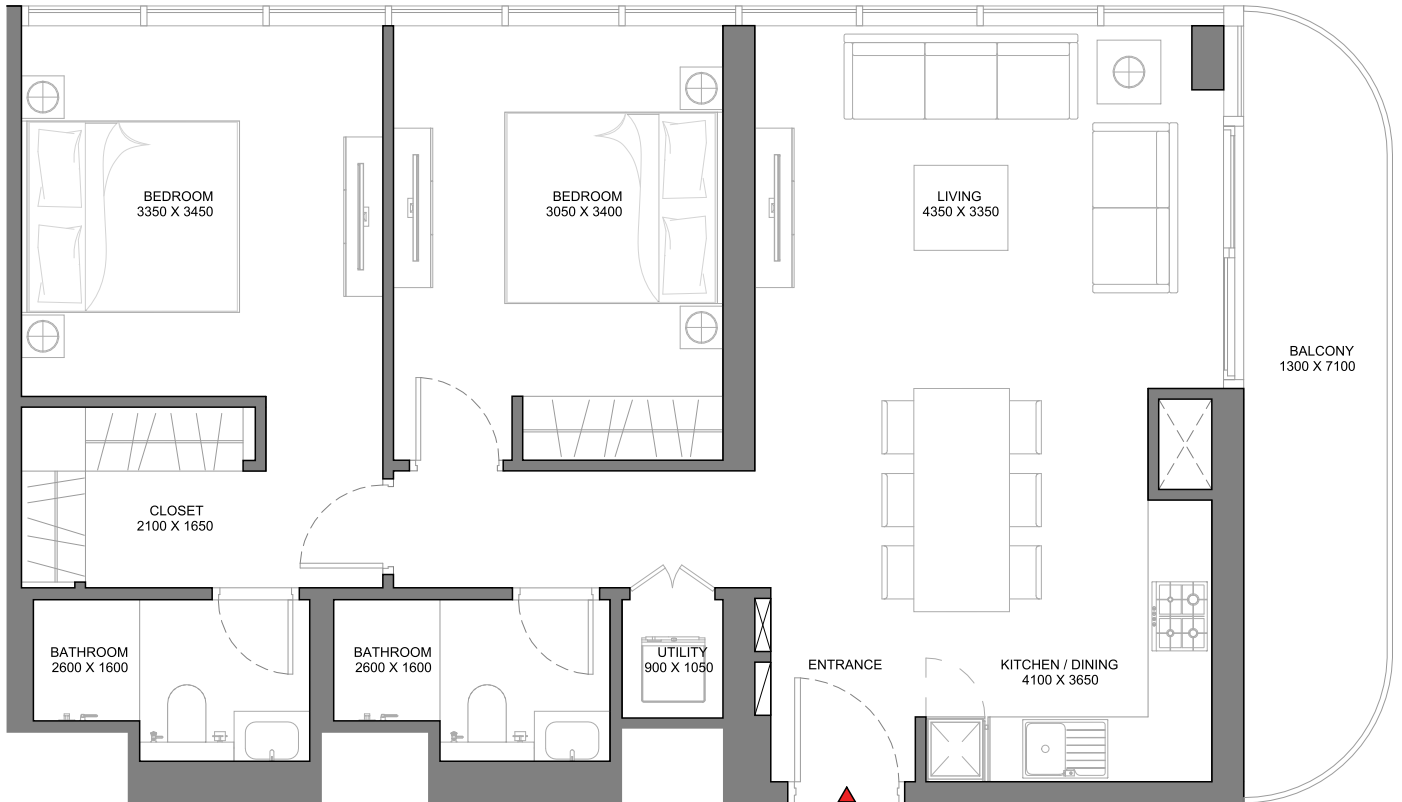 BEDROOM
3350 X 3450
BEDROOM
3050 X 3400
LIVING
4350 X 3350
BALCONY
1300 X 7100
CLOSET
2100 X 1650
BATHROOM
2600 X 1600
BATHROOM
2600 X 1600
UTILITY
900 X 1050
ENTRANCE
KITCHEN / DINING
4100 X 3650